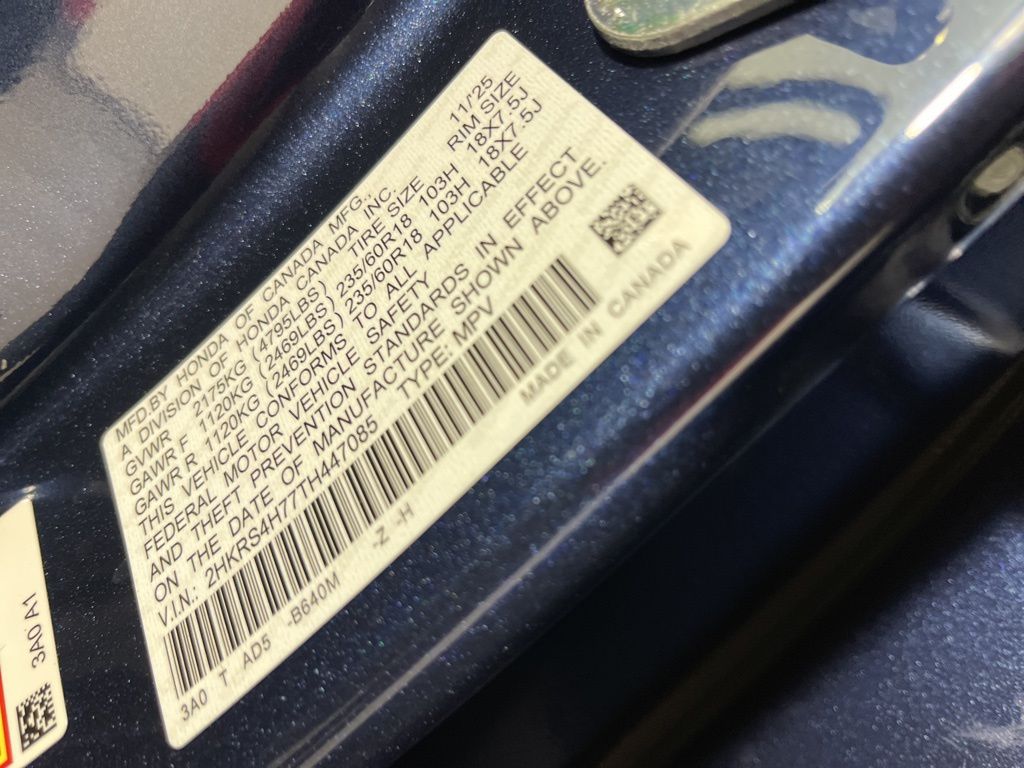 MFD.BY HONDA OF CANADA MFG., 11/25
A DIVISION OF HONDA CANADA INC.
GVWR 2175KG (4795LBS) TIRE SIZE RIM SIZE
GAWR F 1120KG (2469LBS) 235/60R18 103H 18X7.5J
GAWR R 1120KG (2469LBS) 235/60R18 103H 18X7.5J
THIS VEHICLE CONFORMS TO ALL APPLICABLE
FEDERAL MOTOR VEHICLE SAFETY
AND THEFT PREVENTION STANDARDS IN EFFECT
ON THE DATE OF MANUFACTURE SHOWN ABOVE.
V.I.N.: 2HKRS4H77TH447085 TYPE: MPV
3A0 T AD5 -B640M -Z -H MADE IN CANADA
3A0 A1